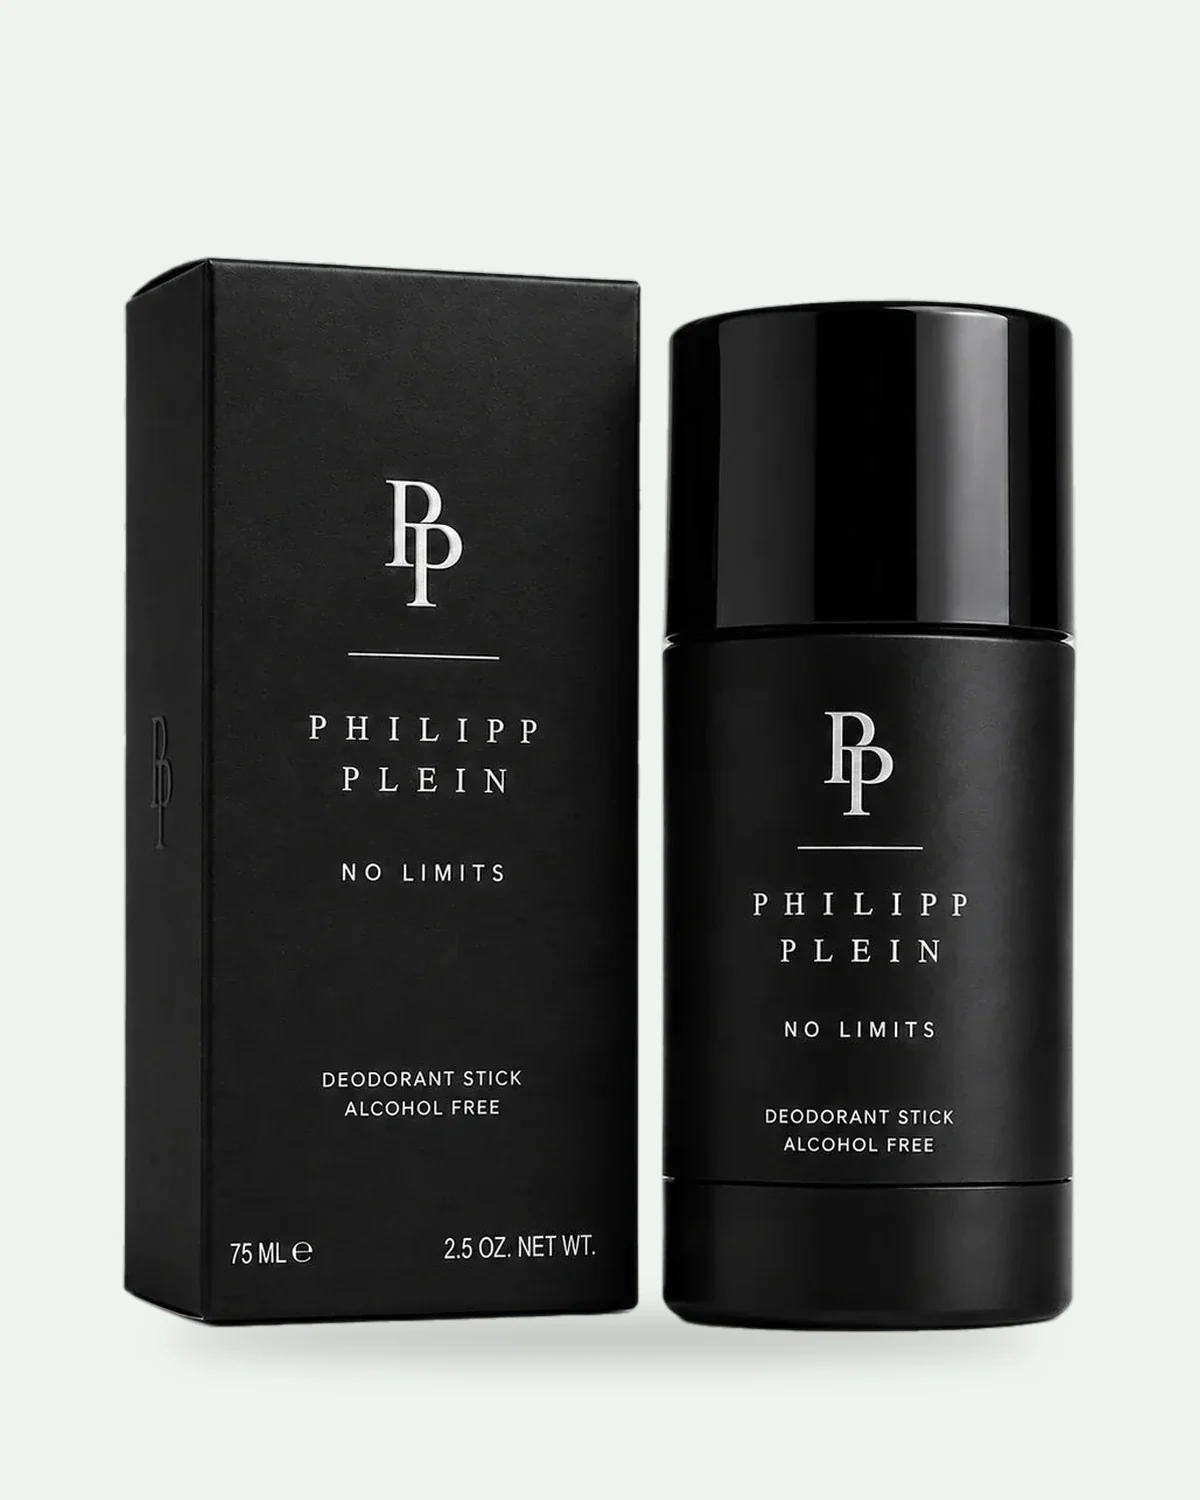 PP
PHILIPP
PLEIN
NO LIMITS
DEODORANT STICK
ALCOHOL FREE
75 ML ℮
2.5 OZ. NET WT.
PP
PP
PHILIPP
PLEIN
NO LIMITS
DEODORANT STICK
ALCOHOL FREE